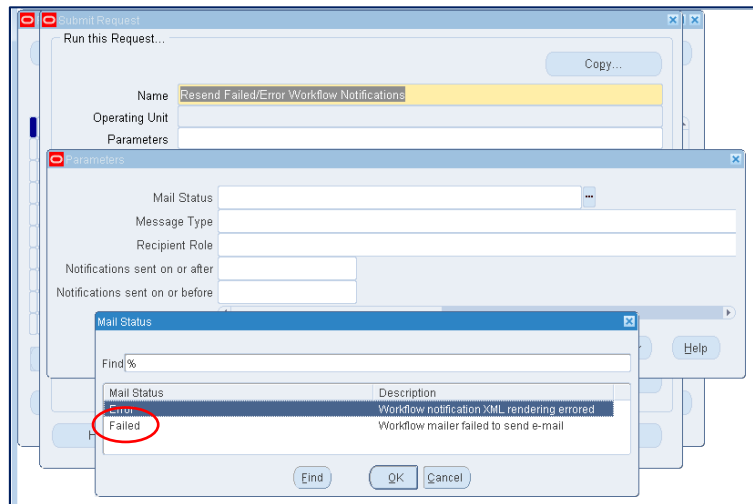 Submit Request
Run this Request...
Copy...
Name Resend Failed/Error Workflow Notifications
Operating Unit
Parameters
Parameters
Mail Status
Message Type
Recipient Role
Notifications sent on or after
Notifications sent on or before
Mail Status
Help
Find %
Mail Status Description
Error Workflow notification XML rendering errored
Failed Workflow mailer failed to send e-mail
H
Find OK Cancel